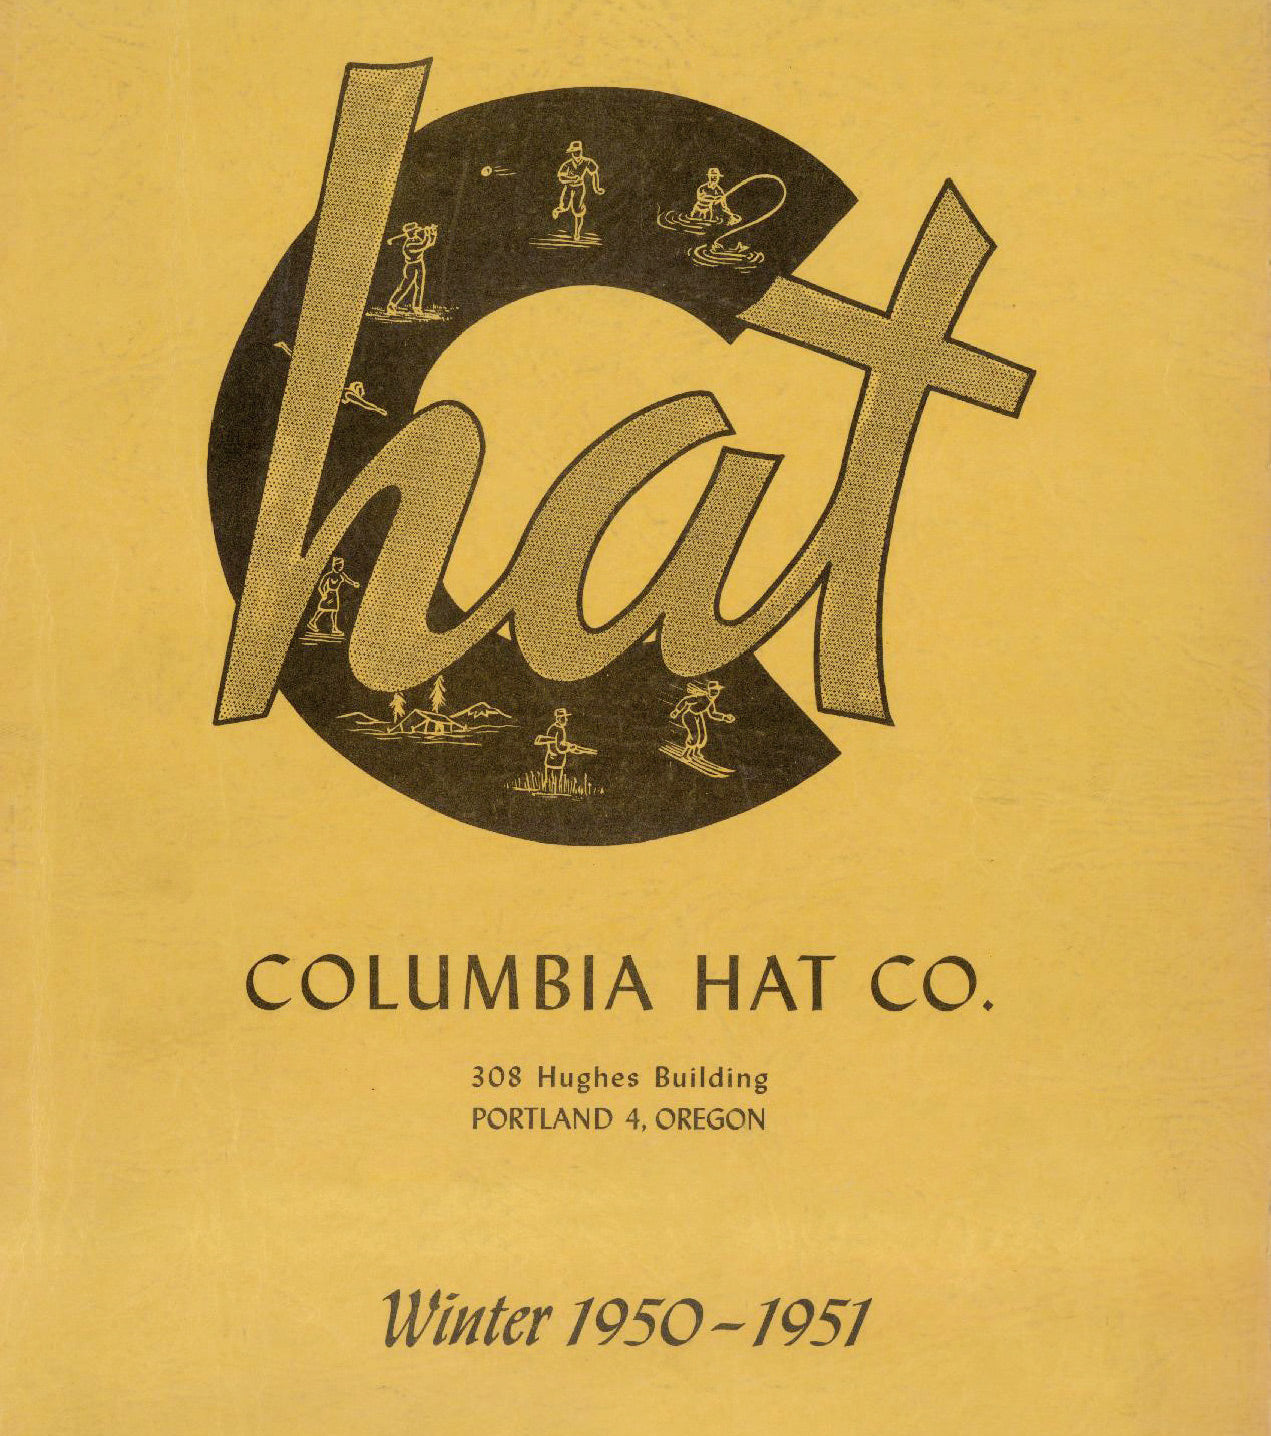 hat
COLUMBIA HAT CO.
308 Hughes Building
PORTLAND 4, OREGON
Winter 1950-1951